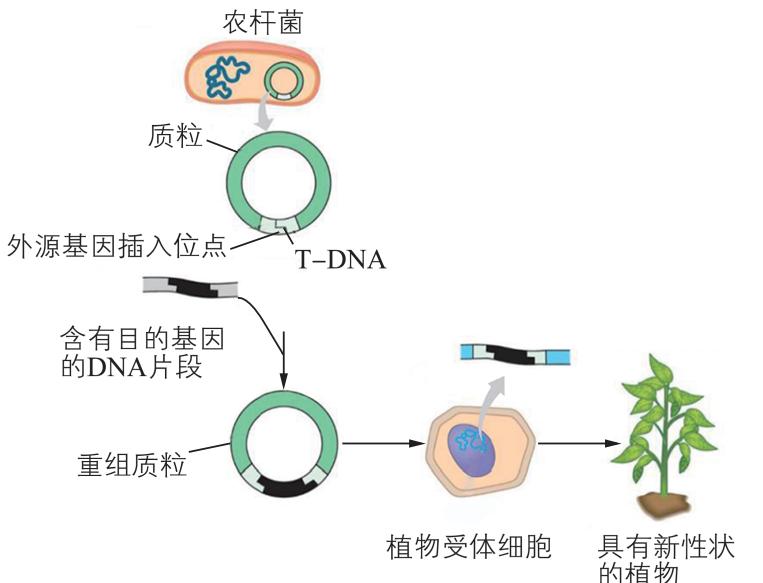 农杆菌
质粒
外源基因插入位点
T-DNA
含有目的基因
的DNA片段
重组质粒
植物受体细胞
具有新性状
的植物